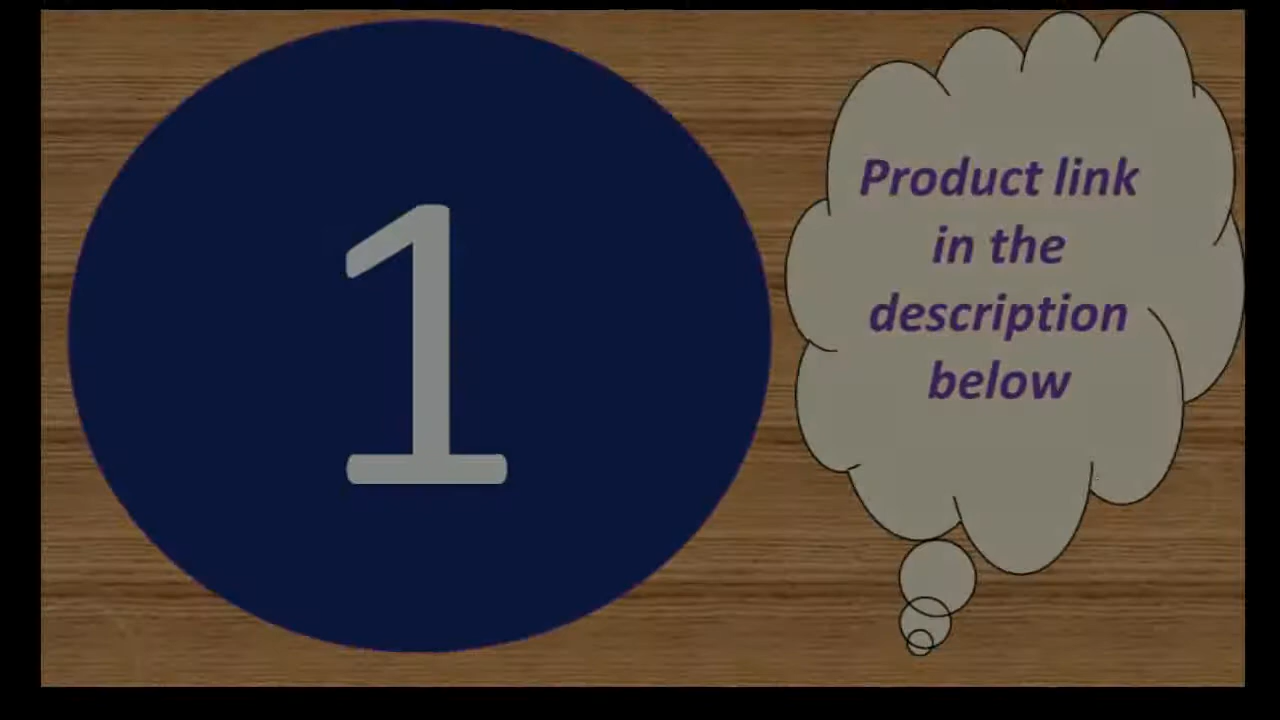 1
Product link
in the
description
below